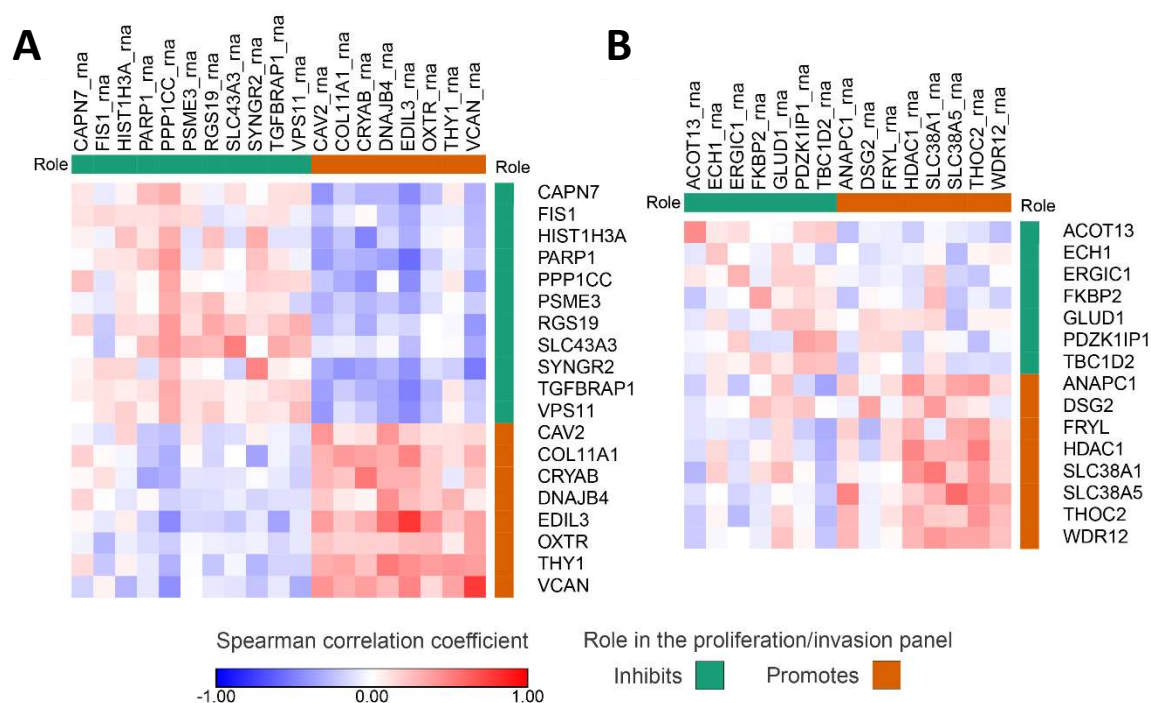 A
B
CAPN7_rna
FIS1_rna
HIST1H3A_rna
PARP1_rna
PPP1CC_rna
PSME3_rna
RGS19_rna
SLC43A3_rna
SYNGR2_rna
TGFBRAP1_rna
VPS11_rna
CAV2_rna
COL11A1_rna
CRYAB_rna
DNAJB4_rna
EDIL3_rna
OXTR_rna
THY1_rna
VCAN_rna
Role
Role
CAPN7
FIS1
HIST1H3A
PARP1
PPP1CC
PSME3
RGS19
SLC43A3
SYNGR2
TGFBRAP1
VPS11
CAV2
COL11A1
CRYAB
DNAJB4
EDIL3
OXTR
THY1
VCAN
ACOT13_rna
ECH1_rna
ERGIC1_rna
FKBP2_rna
GLUD1_rna
PDZK1IP1_rna
TBC1D2_rna
ANAPC1_rna
DSG2_rna
FRYL_rna
HDAC1_rna
SLC38A1_rna
SLC38A5_rna
THOC2_rna
WDR12_rna
Role
Role
ACOT13
ECH1
ERGIC1
FKBP2
GLUD1
PDZK1IP1
TBC1D2
ANAPC1
DSG2
FRYL
HDAC1
SLC38A1
SLC38A5
THOC2
WDR12
Spearman correlation coefficient
-1.00 0.00 1.00
Role in the proliferation/invasion panel
Inhibits Promotes